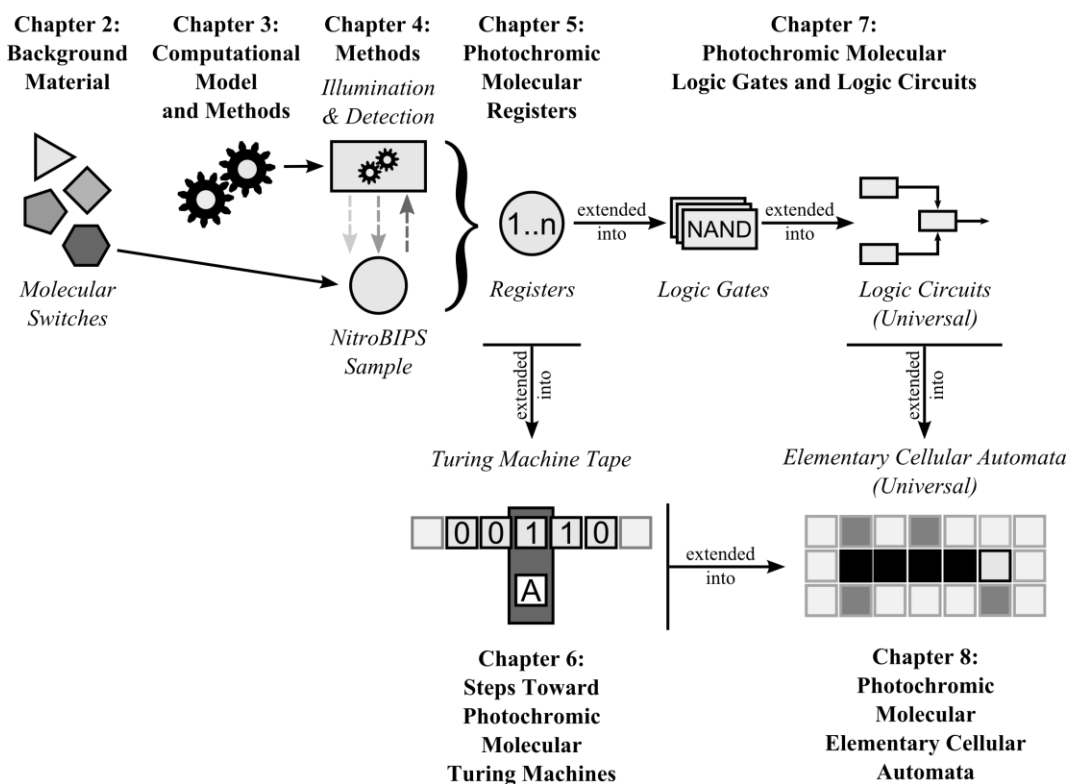 Chapter 2:
Background
Material
Chapter 3:
Computational
Model
and Methods
Chapter 4:
Methods
Illumination
& Detection
Chapter 5:
Photochromic
Molecular
Registers
Chapter 7:
Photochromic Molecular
Logic Gates and Logic Circuits
1..n
extended
into
NAND
extended
into
Molecular
Switches
NitroBIPS
Sample
Registers
Logic Gates
Logic Circuits
(Universal)
extended
into
extended
into
Turing Machine Tape
Elementary Cellular Automata
(Universal)
0 0 1 1 0
A
extended
into
Chapter 6:
Steps Toward
Photochromic
Molecular
Turing Machines
Chapter 8:
Photochromic
Molecular
Elementary Cellular
Automata